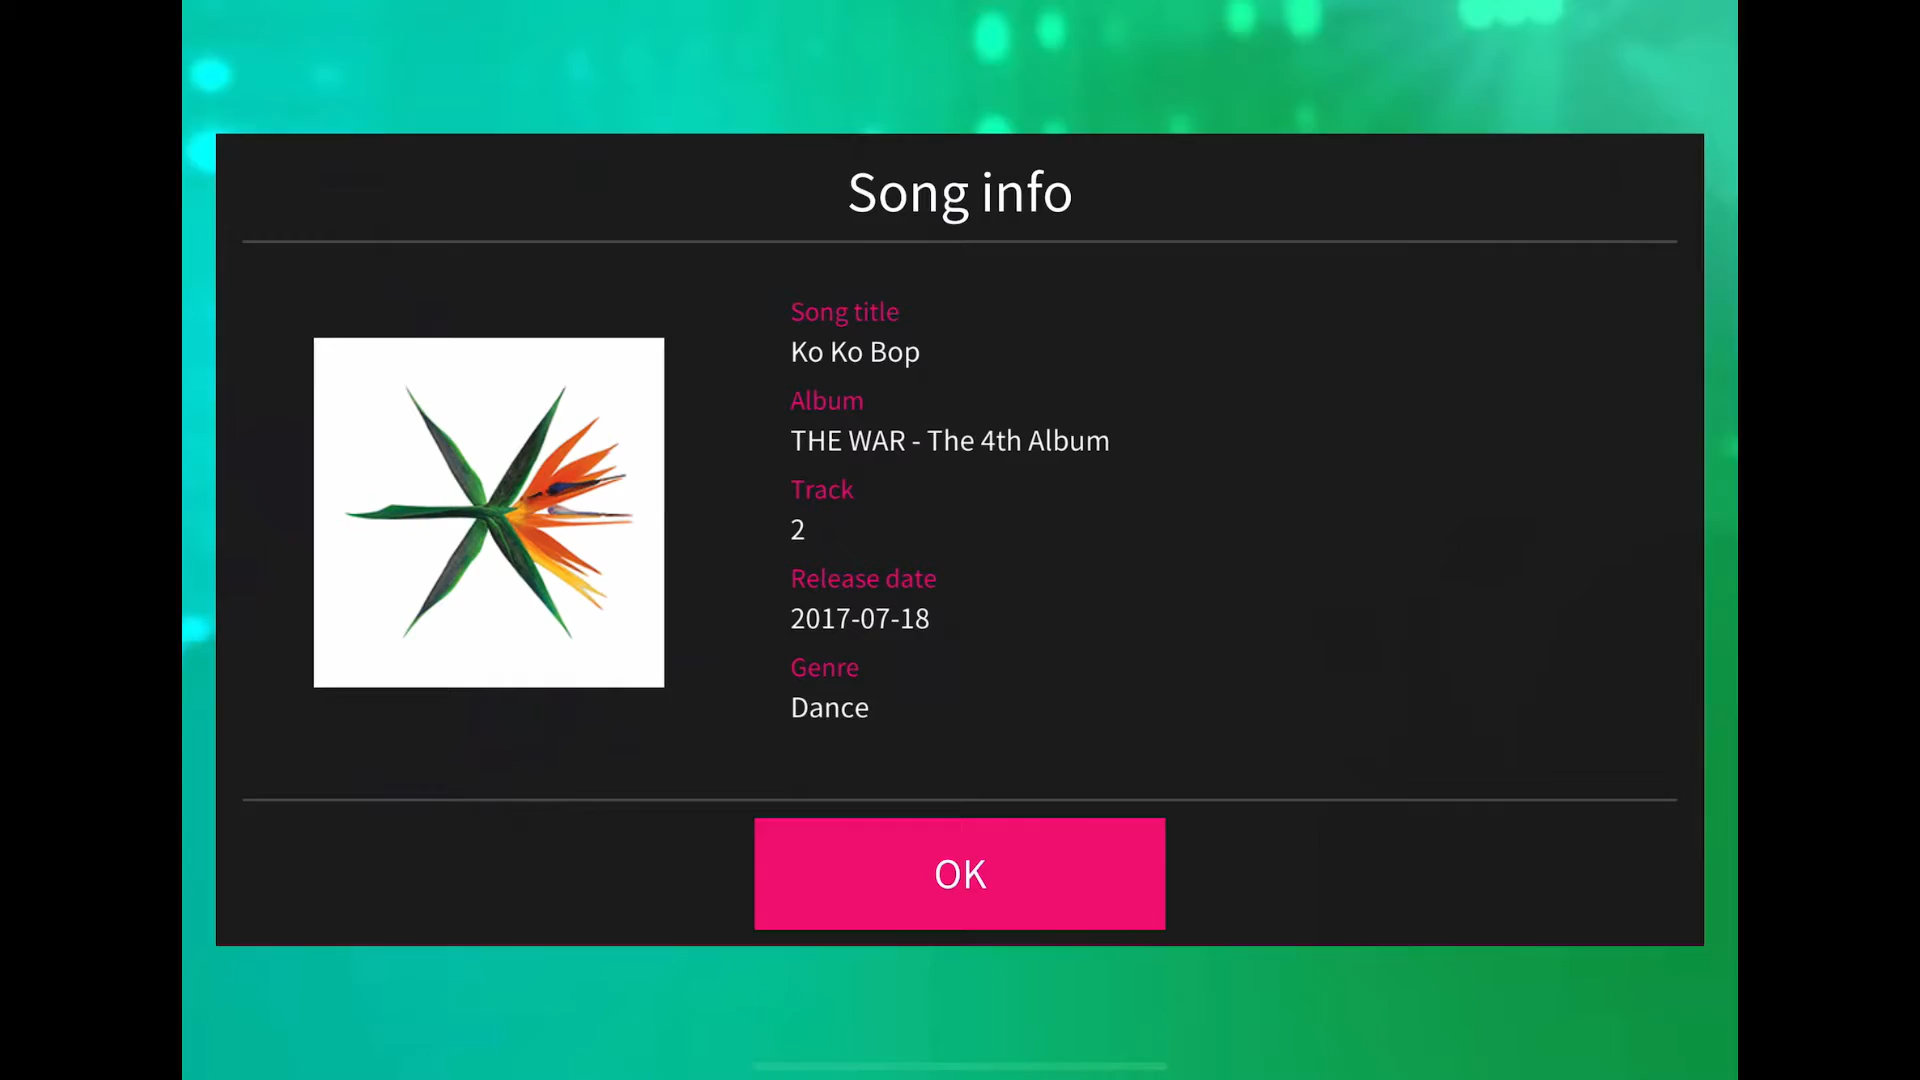 Song info
Song title
Ko Ko Bop
Album
THE WAR - The 4th Album
Track
2
Release date
2017-07-18
Genre
Dance
OK